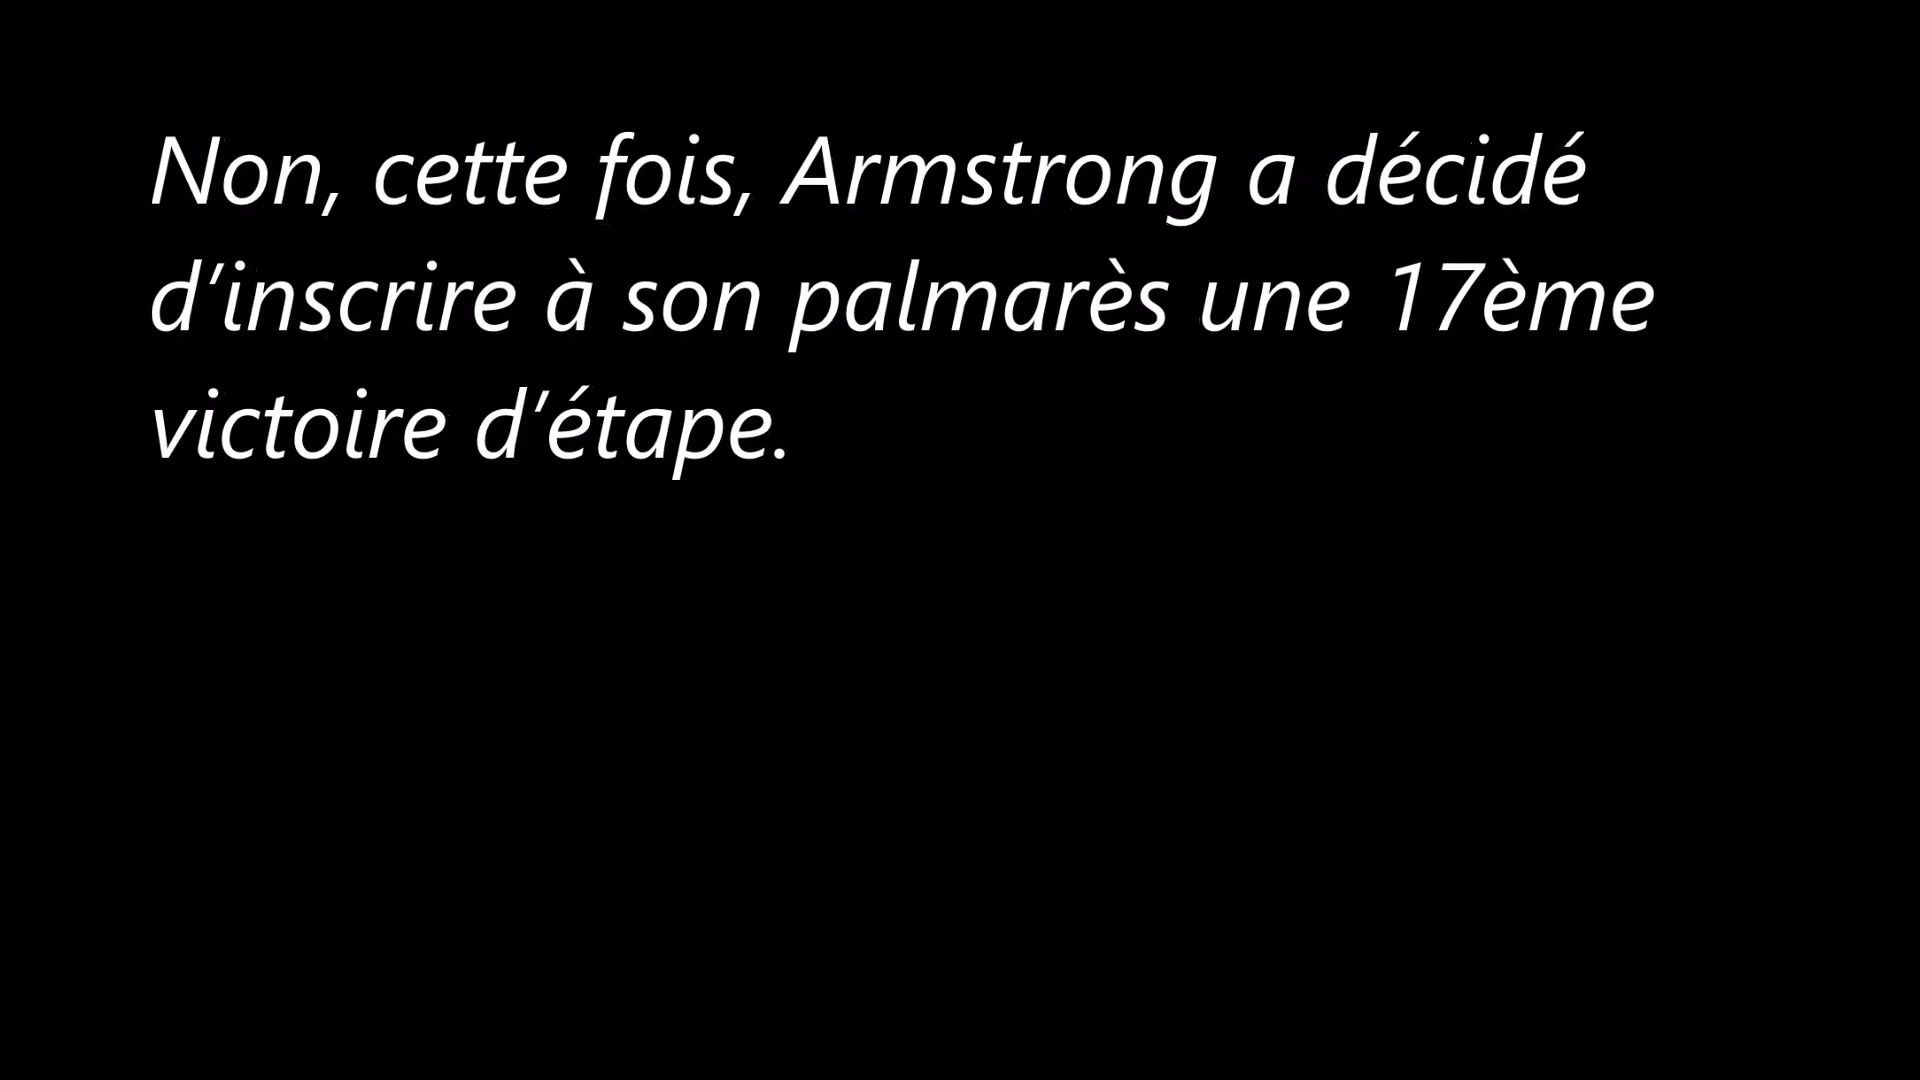 Non, cette fois, Armstrong a décidé
d’inscrire à son palmarès une 17ème
victoire d’étape.